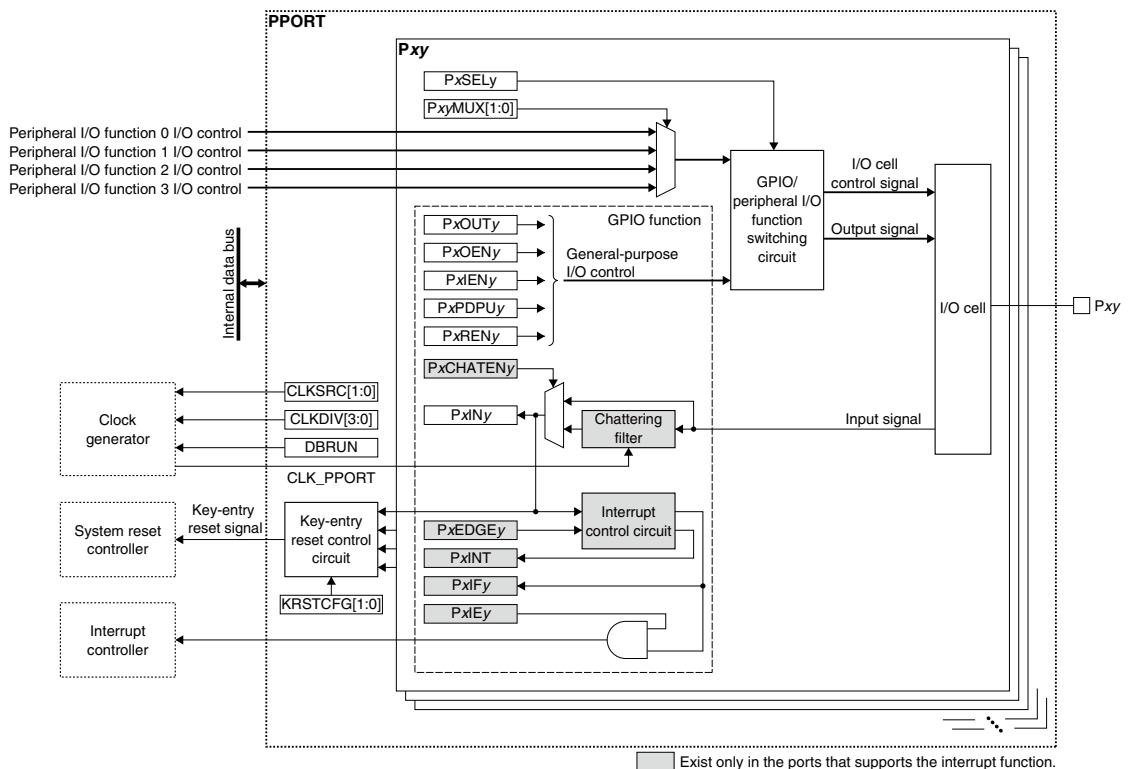 PPORT
Pxy
PxSELy
PxyMUX[1:0]
Peripheral I/O function 0 I/O control
Peripheral I/O function 1 I/O control
Peripheral I/O function 2 I/O control
Peripheral I/O function 3 I/O control
GPIO/
peripheral I/O
function
switching
circuit
I/O cell
control signal
Output signal
I/O cell
Pxy
Internal data bus
GPIO function
PxOUTy
PxOENy
PxIENy
PxPDPUy
PxRENy
General-purpose
I/O control
PxCHATENy
PxINy
Chattering
filter
Input signal
Clock
generator
CLKSRC[1:0]
CLKDIV[3:0]
DBRUN
CLK_PPORT
System reset
controller
Key-entry
reset signal
Key-entry
reset control
circuit
KRSTCFG[1:0]
PxEDGEy
PxINT
PxIFy
PxIEy
Interrupt
control circuit
Interrupt
controller
Exist only in the ports that supports the interrupt function.